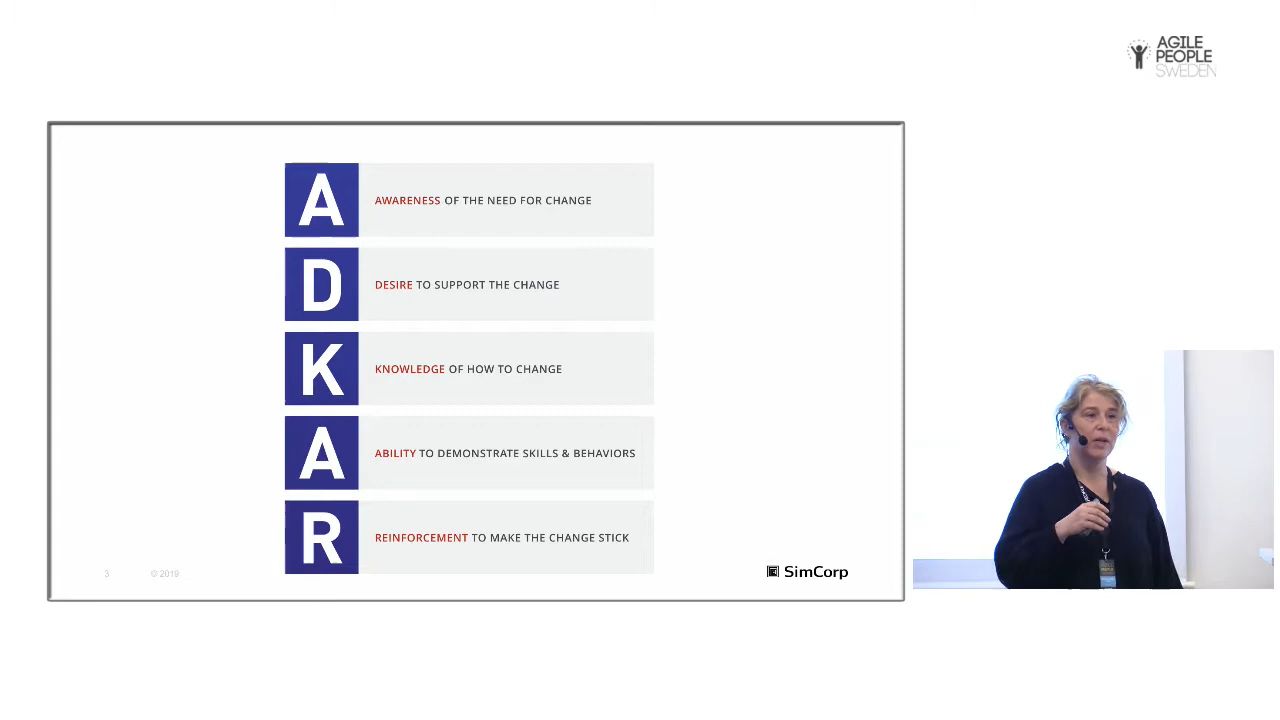 AGILE
PEOPLE
SWEDEN
A
AWARENESS OF THE NEED FOR CHANGE
D
DESIRE TO SUPPORT THE CHANGE
K
KNOWLEDGE OF HOW TO CHANGE
A
ABILITY TO DEMONSTRATE SKILLS & BEHAVIORS
R
REINFORCEMENT TO MAKE THE CHANGE STICK
3 © 2019
SimCorp